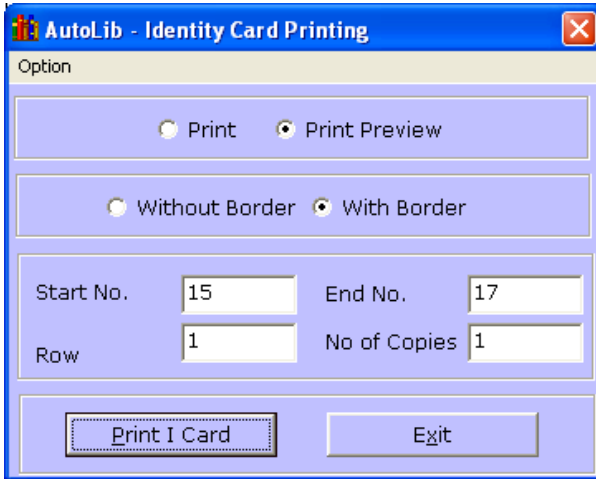 AutoLib - Identity Card Printing
Option
Print Print Preview
Without Border With Border
Start No. 15 End No. 17
Row 1 No of Copies 1
Print I Card Exit